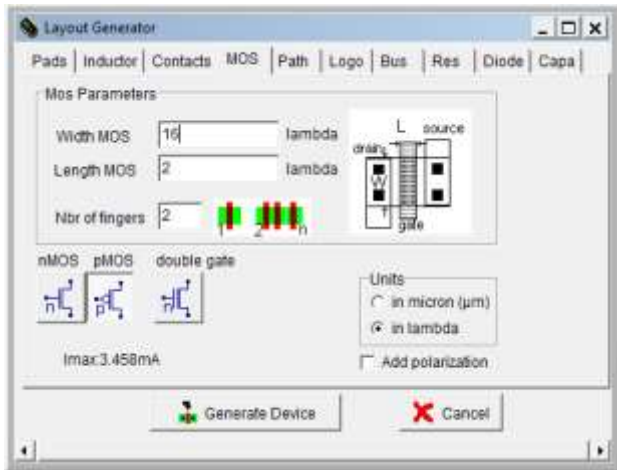 Layout Generator
Pads Inductor Contacts MOS Path Logo Bus Res Diode Capa
Mos Parameters
Width MOS 16 lambda
Length MOS 2 lambda
Nbr of fingers 2
1 2 n
L source
drain
W
gate
nMOS pMOS double gate
n p n
Units
in micron (µm)
in lambda
Imax:3.458mA
Add polarization
Generate Device Cancel